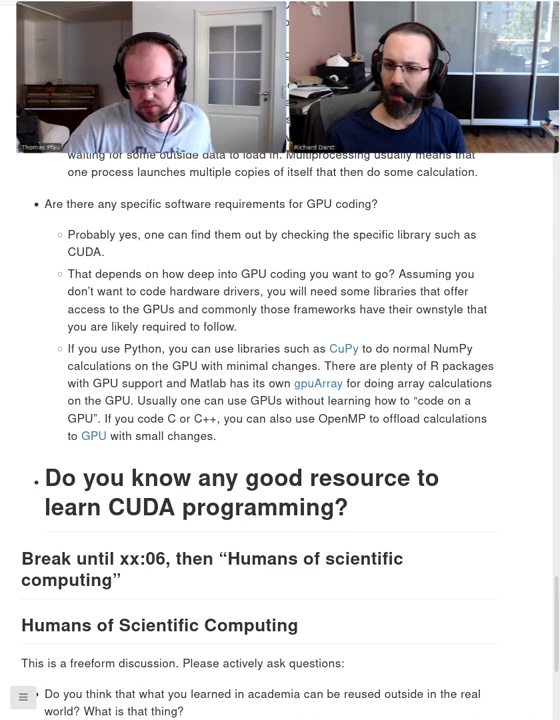 Thomas Pfau
Richard Darst
waiting for some outside data to load in. Multiprocessing usually means that
one process launches multiple copies of itself that then do some calculation.
• Are there any specific software requirements for GPU coding?
◦ Probably yes, one can find them out by checking the specific library such as
CUDA.
◦ That depends on how deep into GPU coding you want to go? Assuming you
don't want to code hardware drivers, you will need some libraries that offer
access to the GPUs and commonly those frameworks have their ownstyle that
you are likely required to follow.
◦ If you use Python, you can use libraries such as CuPy to do normal NumPy
calculations on the GPU with minimal changes. There are plenty of R packages
with GPU support and Matlab has its own gpuArray for doing array calculations
on the GPU. Usually one can use GPUs without learning how to “code on a
GPU”. If you code C or C++, you can also use OpenMP to offload calculations
to GPU with small changes.
• Do you know any good resource to
learn CUDA programming?
Break until xx:06, then “Humans of scientific
computing”
Humans of Scientific Computing
This is a freeform discussion. Please actively ask questions:
• Do you think that what you learned in academia can be reused outside in the real
world? What is that thing?